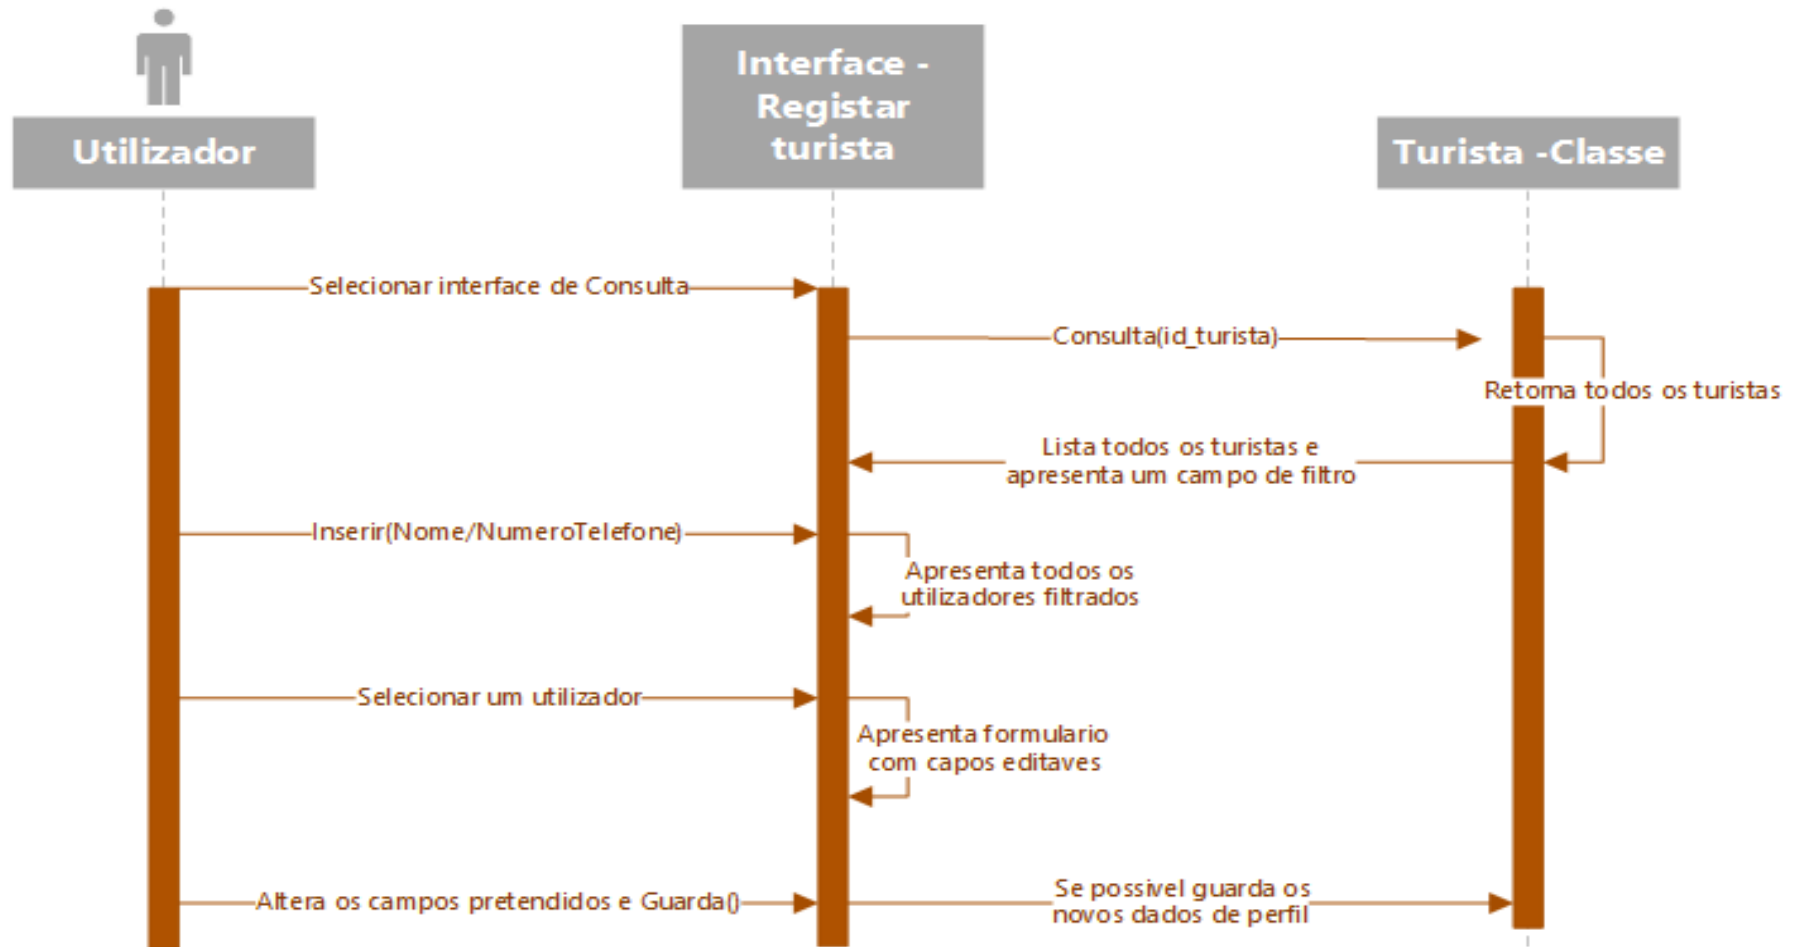 Utilizador
Interface -
Registar
turista
Turista -Classe
Selecionar interface de Consulta
Consulta(id_turista)
Retorna todos os turistas
Lista todos os turistas e
apresenta um campo de filtro
Inserir(Nome/NumeroTelefone)
Apresenta todos os
utilizadores filtrados
Selecionar um utilizador
Apresenta formulario
com capos editaves
Altera os campos pretendidos e Guarda()
Se possivel guarda os
novos dados de perfil